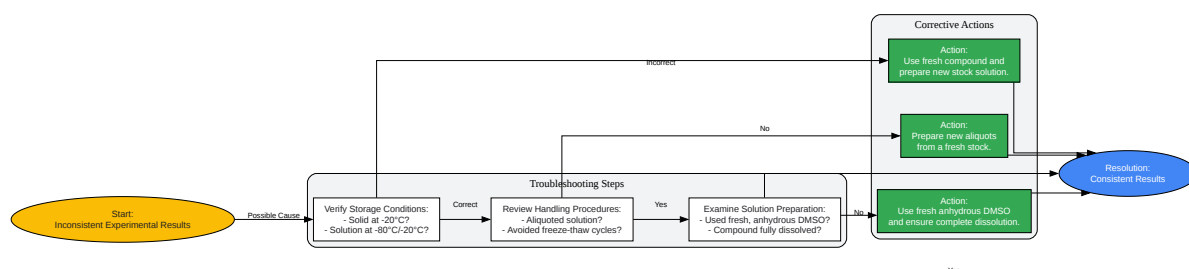 Corrective Actions
Action:
Use fresh compound and
prepare new stock solution.
Incorrect
No
Action:
Prepare new aliquots
from a fresh stock.
Resolution:
Consistent Results
Troubleshooting Steps
Start:
Inconsistent Experimental Results
Possible Cause
Verify Storage Conditions:
- Solid at -20°C?
- Solution at -80°C/-20°C?
Correct
Review Handling Procedures:
- Aliquoted solution?
- Avoided freeze-thaw cycles?
Yes
Examine Solution Preparation:
- Used fresh, anhydrous DMSO?
- Compound fully dissolved?
No
Action:
Use fresh anhydrous DMSO
and ensure complete dissolution.